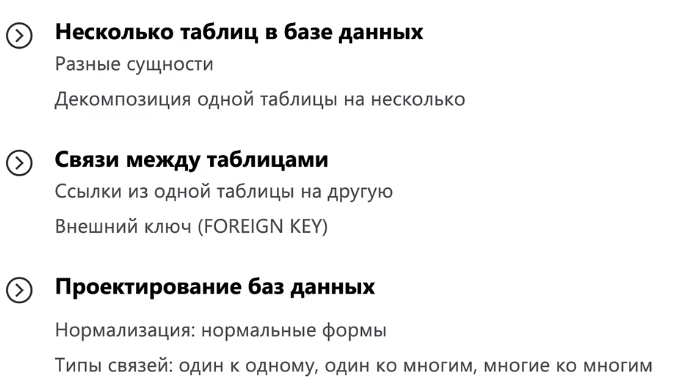 Несколько таблиц в базе данных
Разные сущности
Декомпозиция одной таблицы на несколько
Связи между таблицами
Ссылки из одной таблицы на другую
Внешний ключ (FOREIGN KEY)
Проектирование баз данных
Нормализация: нормальные формы
Типы связей: один к одному, один ко многим, многие ко многим